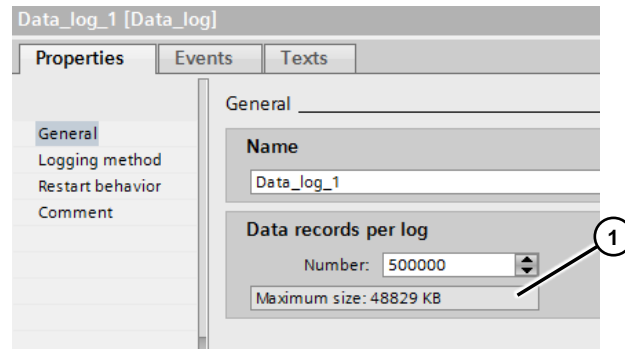 Data_log_1 [Data_log]
Properties
Events
Texts
General
Logging method
Restart behavior
Comment
General
Name
Data_log_1
Data records per log
Number: 500000
Maximum size: 48829 KB
1